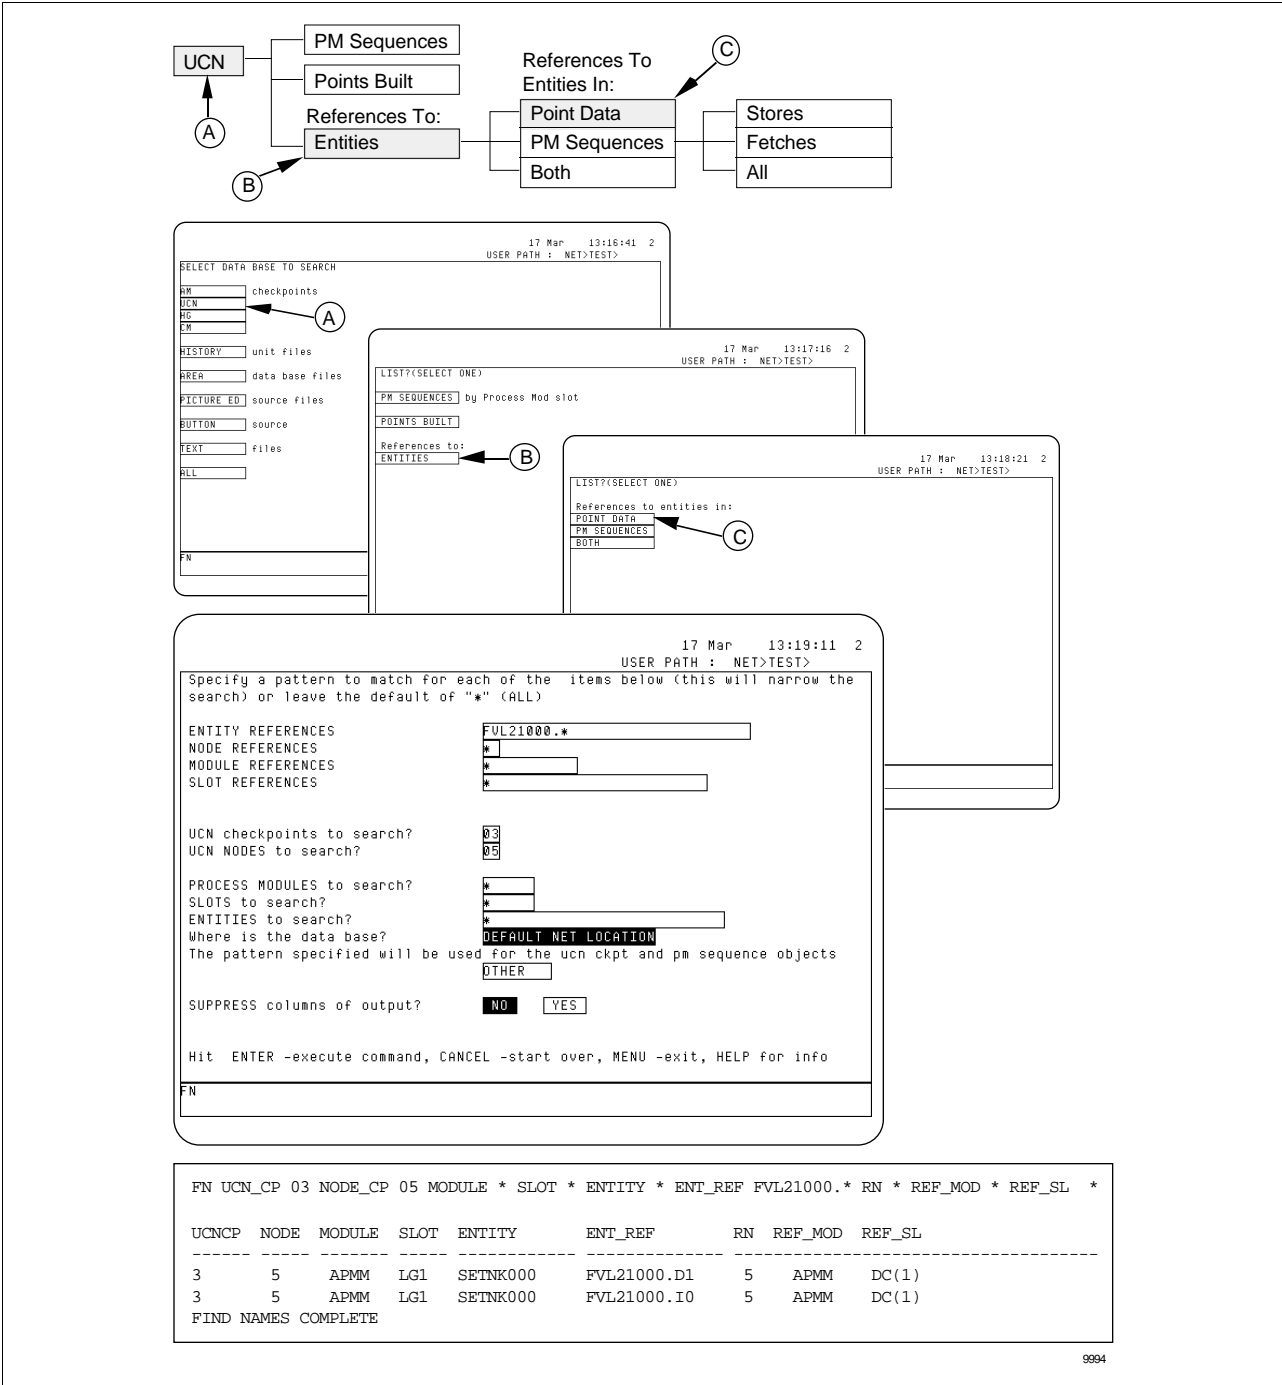 UCN
PM Sequences
Points Built
References To:
Entities
References To
Entities In:
Point Data
PM Sequences
Both
Stores
Fetches
All
A
B
C
17 Mar 13:16:41 2
USER PATH : NET>TEST>
SELECT DATA BASE TO SEARCH
AM checkpoints
UCN
HG
CM
A
HISTORY unit files
AREA data base files
PICTURE ED source files
BUTTON source
TEXT files
ALL
FN
17 Mar 13:17:16 2
USER PATH : NET>TEST>
LIST?(SELECT ONE)
PM SEQUENCES by Process Mod slot
POINTS BUILT
References to:
ENTITIES
B
17 Mar 13:18:21 2
USER PATH : NET>TEST>
LIST?(SELECT ONE)
References to entities in:
POINT DATA
PM SEQUENCES
BOTH
C
17 Mar 13:19:11 2
USER PATH : NET>TEST>
Specify a pattern to match for each of the items below (this will narrow the
search) or leave the default of "*" (ALL)
ENTITY REFERENCES FVL21000.*
NODE REFERENCES *
MODULE REFERENCES *
SLOT REFERENCES *
UCN checkpoints to search? 03
UCN NODES to search? 05
PROCESS MODULES to search? *
SLOTS to search? *
ENTITIES to search? *
Where is the data base? DEFAULT NET LOCATION
The pattern specified will be used for the ucn ckpt and pm sequence objects
OTHER
SUPPRESS columns of output? NO YES
Hit ENTER -execute command, CANCEL -start over, MENU -exit, HELP for info
FN
FN UCN_CP 03 NODE_CP 05 MODULE * SLOT * ENTITY * ENT_REF FVL21000.* RN * REF_MOD * REF_SL *
UCNCP NODE MODULE SLOT ENTITY ENT_REF RN REF_MOD REF_SL
------ ----- ------- ----- ------------ -------------- -------------------------------------
3 5 APMM LG1 SETNK000 FVL21000.D1 5 APMM DC(1)
3 5 APMM LG1 SETNK000 FVL21000.I0 5 APMM DC(1)
FIND NAMES COMPLETE
9994